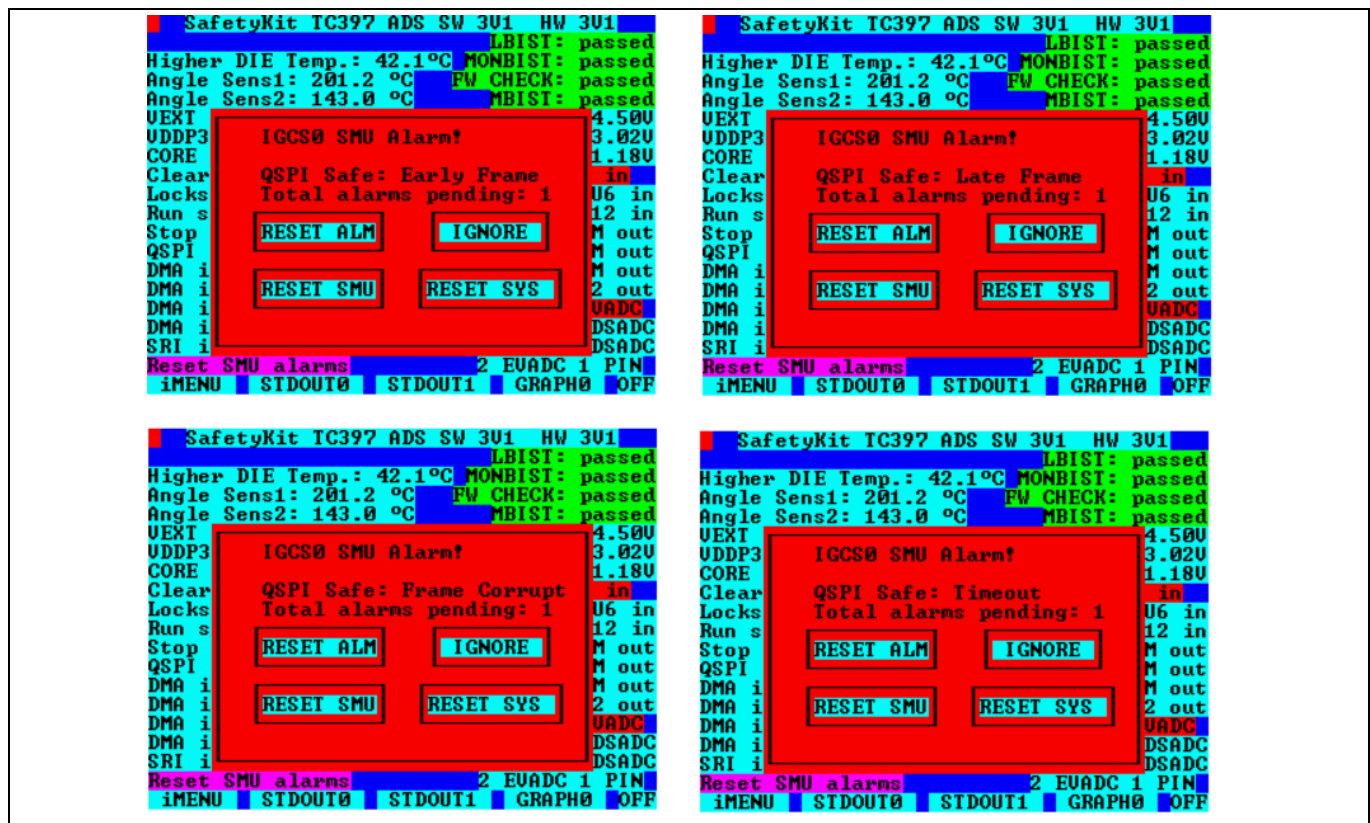 SafetyKit TC397 ADS SW 3V1 HW 3V1
LBIST: passed
Higher DIE Temp.: 42.1ºC MONBIST: passed
Angle Sens1: 201.2 ºC FW CHECK: passed
Angle Sens2: 143.0 ºC MBIST: passed
VEXT 4.50V
VDDP3 IGCS0 SMU Alarm! 3.02V
CORE 1.18V
Clear QSPI Safe: Early Frame in
Locks Total alarms pending: 1 U6 in
Run s 12 in
Stop RESET ALM IGNORE M out
QSPI M out
DMA i M out
DMA i RESET SMU RESET SYS 2 out
DMA i VADC
DMA i DSADC
SRI i DSADC
Reset SMU alarms 2 EVADC 1 PIN
iMENU STDOUT0 STDOUT1 GRAPH0 OFF
SafetyKit TC397 ADS SW 3V1 HW 3V1
LBIST: passed
Higher DIE Temp.: 42.1ºC MONBIST: passed
Angle Sens1: 201.2 ºC FW CHECK: passed
Angle Sens2: 143.0 ºC MBIST: passed
VEXT 4.50V
VDDP3 IGCS0 SMU Alarm! 3.02V
CORE 1.18V
Clear QSPI Safe: Late Frame in
Locks Total alarms pending: 1 U6 in
Run s 12 in
Stop RESET ALM IGNORE M out
QSPI M out
DMA i M out
DMA i RESET SMU RESET SYS 2 out
DMA i VADC
DMA i DSADC
SRI i DSADC
Reset SMU alarms 2 EVADC 1 PIN
iMENU STDOUT0 STDOUT1 GRAPH0 OFF
SafetyKit TC397 ADS SW 3V1 HW 3V1
LBIST: passed
Higher DIE Temp.: 42.1ºC MONBIST: passed
Angle Sens1: 201.2 ºC FW CHECK: passed
Angle Sens2: 143.0 ºC MBIST: passed
VEXT 4.50V
VDDP3 IGCS0 SMU Alarm! 3.02V
CORE 1.18V
Clear QSPI Safe: Frame Corrupt in
Locks Total alarms pending: 1 U6 in
Run s 12 in
Stop RESET ALM IGNORE M out
QSPI M out
DMA i M out
DMA i RESET SMU RESET SYS 2 out
DMA i VADC
DMA i DSADC
SRI i DSADC
Reset SMU alarms 2 EVADC 1 PIN
iMENU STDOUT0 STDOUT1 GRAPH0 OFF
SafetyKit TC397 ADS SW 3V1 HW 3V1
LBIST: passed
Higher DIE Temp.: 42.1ºC MONBIST: passed
Angle Sens1: 201.2 ºC FW CHECK: passed
Angle Sens2: 143.0 ºC MBIST: passed
VEXT 4.50V
VDDP3 IGCS0 SMU Alarm! 3.02V
CORE 1.18V
Clear QSPI Safe: Timeout in
Locks Total alarms pending: 1 U6 in
Run s 12 in
Stop RESET ALM IGNORE M out
QSPI M out
DMA i M out
DMA i RESET SMU RESET SYS 2 out
DMA i VADC
DMA i DSADC
SRI i DSADC
Reset SMU alarms 2 EVADC 1 PIN
iMENU STDOUT0 STDOUT1 GRAPH0 OFF